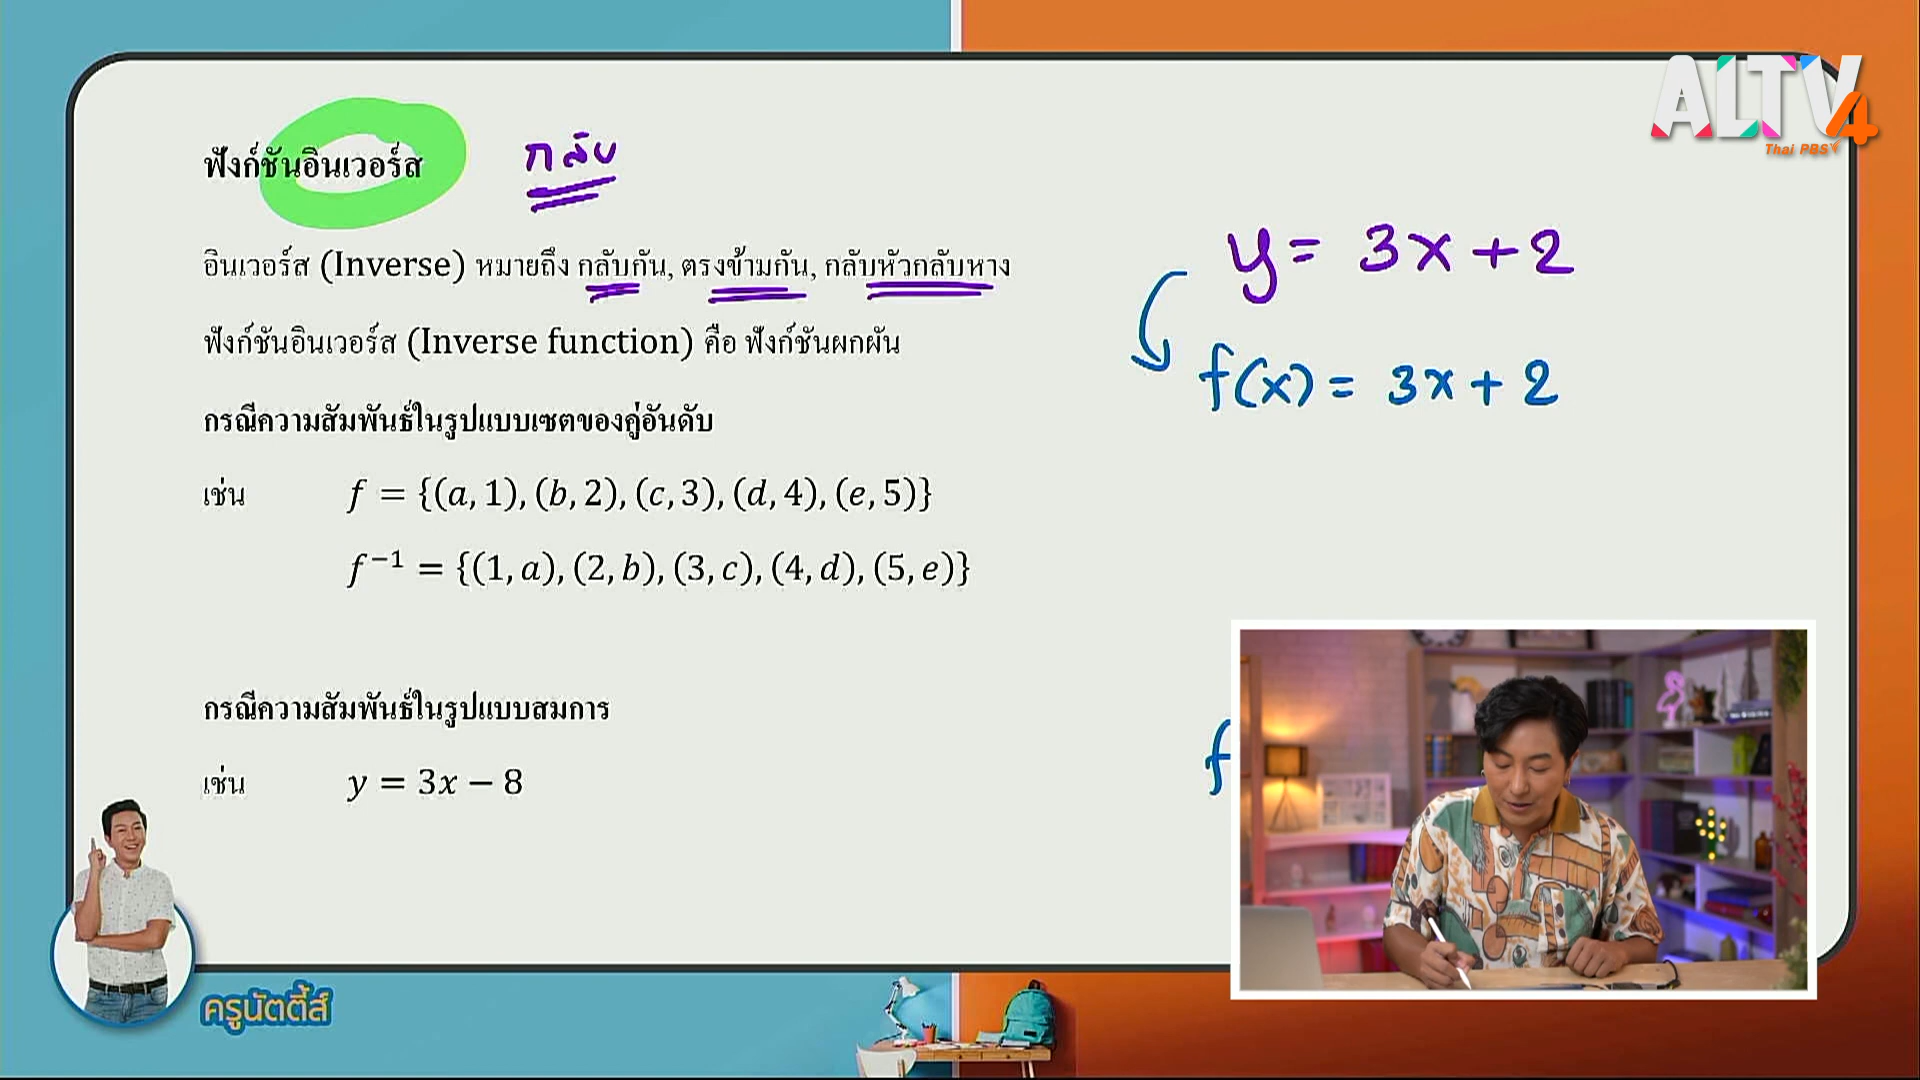 ALTV4
Thai PBS
ฟังก์ชันอินเวอร์ส
กลับ
อินเวอร์ส (Inverse) หมายถึง กลับกัน, ตรงข้ามกัน, กลับหัวกลับหาง
ฟังก์ชันอินเวอร์ส (Inverse function) คือ ฟังก์ชันผกผัน
กรณีความสัมพันธ์ในรูปแบบเซตของคู่อันดับ
เช่น f = {(a, 1), (b, 2), (c, 3), (d, 4), (e, 5)}
f⁻¹ = {(1, a), (2, b), (3, c), (4, d), (5, e)}
กรณีความสัมพันธ์ในรูปแบบสมการ
เช่น y = 3x − 8
y = 3x + 2
f(x) = 3x + 2
f
ครูนัตตี้ส์